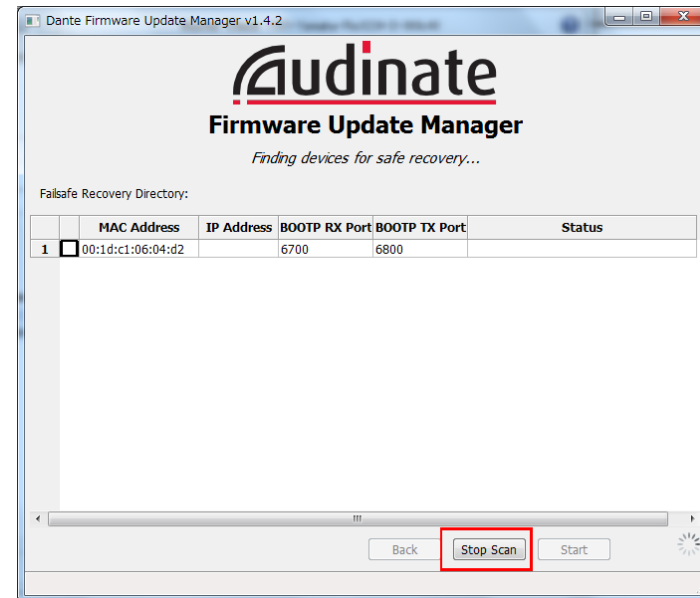 Dante Firmware Update Manager v1.4.2
Audinate
Firmware Update Manager
Finding devices for safe recovery...
Failsafe Recovery Directory:
MAC Address IP Address BOOTP RX Port BOOTP TX Port Status
1 00:1d:c1:06:04:d2 6700 6800
Back Stop Scan Start